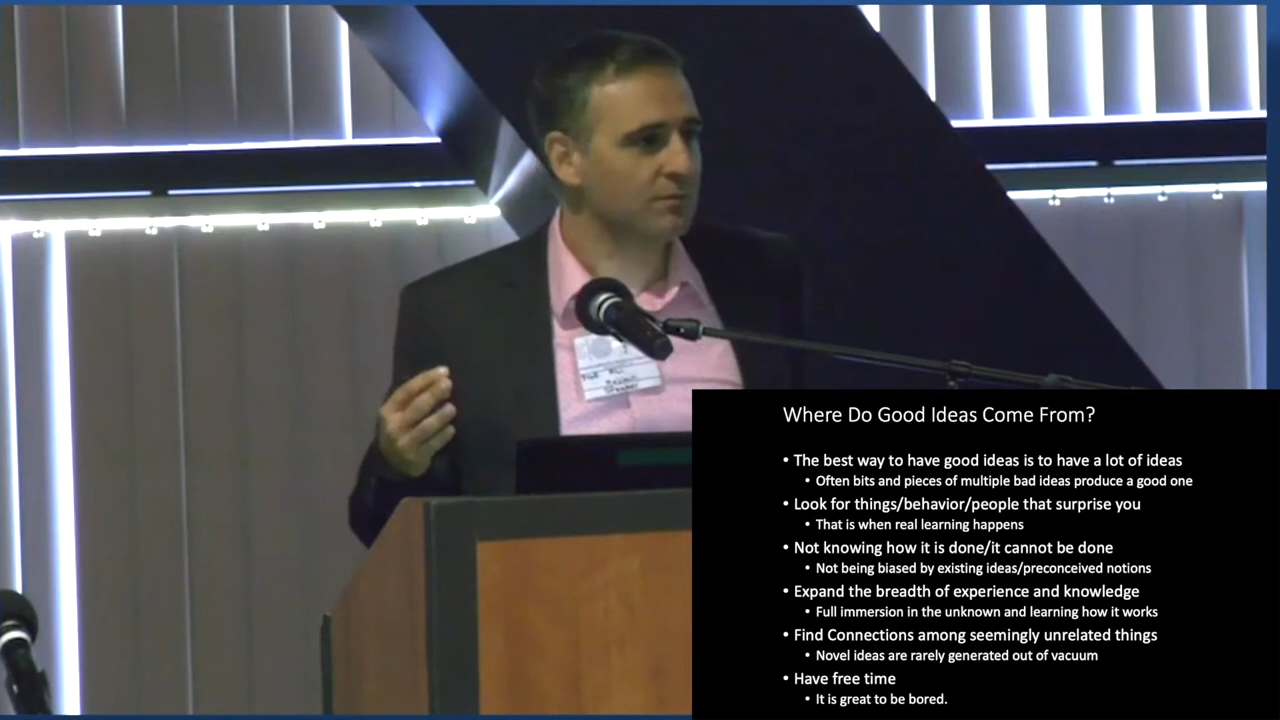 Where Do Good Ideas Come From?
• The best way to have good ideas is to have a lot of ideas
• Often bits and pieces of multiple bad ideas produce a good one
• Look for things/behavior/people that surprise you
• That is when real learning happens
• Not knowing how it is done/it cannot be done
• Not being biased by existing ideas/preconceived notions
• Expand the breadth of experience and knowledge
• Full immersion in the unknown and learning how it works
• Find Connections among seemingly unrelated things
• Novel ideas are rarely generated out of vacuum
• Have free time
• It is great to be bored.